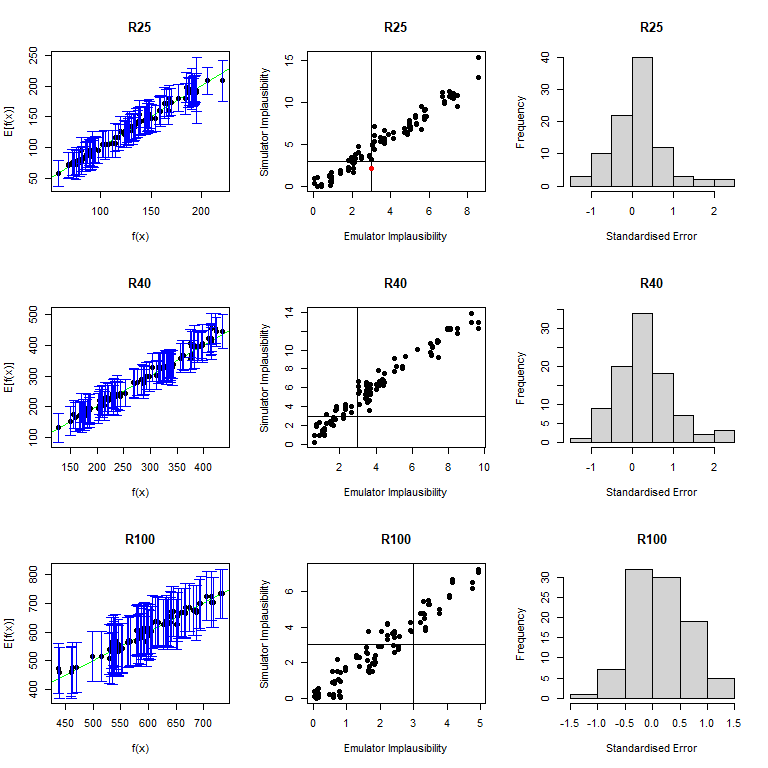 R25
R25
R25
E[f(x)]
50 100 150 200 250
100 150 200
f(x)
Simulator Implausibility
0 5 10 15
0 2 4 6 8
Emulator Implausibility
Frequency
0 10 20 30 40
-1 0 1 2
Standardised Error
R40
R40
R40
E[f(x)]
100 200 300 400 500
150 200 250 300 350 400
f(x)
Simulator Implausibility
0 2 4 6 8 10 12 14
2 4 6 8 10
Emulator Implausibility
Frequency
0 5 10 20 30
-1 0 1 2
Standardised Error
R100
R100
R100
E[f(x)]
400 500 600 700 800
450 500 550 600 650 700
f(x)
Simulator Implausibility
0 2 4 6
0 1 2 3 4 5
Emulator Implausibility
Frequency
0 5 10 15 20 25 30
-1.5 -1.0 -0.5 0.0 0.5 1.0 1.5
Standardised Error